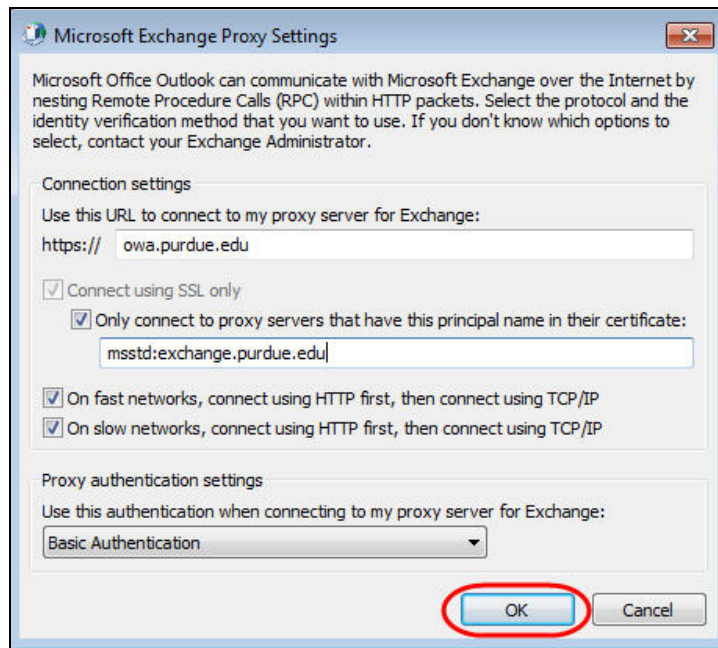 Microsoft Exchange Proxy Settings
Microsoft Office Outlook can communicate with Microsoft Exchange over the Internet by
nesting Remote Procedure Calls (RPC) within HTTP packets. Select the protocol and the
identity verification method that you want to use. If you don't know which options to
select, contact your Exchange Administrator.
Connection settings
Use this URL to connect to my proxy server for Exchange:
https:// owa.purdue.edu
Connect using SSL only
Only connect to proxy servers that have this principal name in their certificate:
msstd:exchange.purdue.edu
On fast networks, connect using HTTP first, then connect using TCP/IP
On slow networks, connect using HTTP first, then connect using TCP/IP
Proxy authentication settings
Use this authentication when connecting to my proxy server for Exchange:
Basic Authentication
OK Cancel